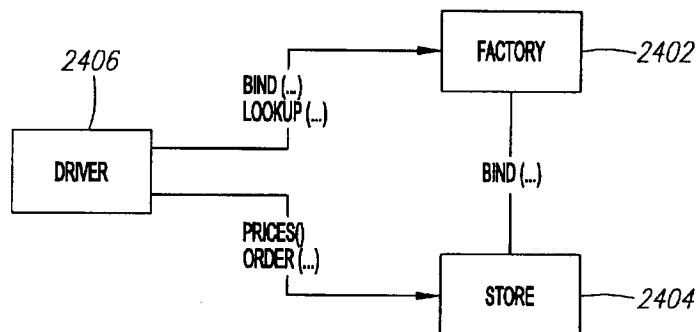 2406
FACTORY
2402
BIND (...)
LOOKUP (...)
DRIVER
BIND (...)
PRICES()
ORDER (...)
STORE
2404